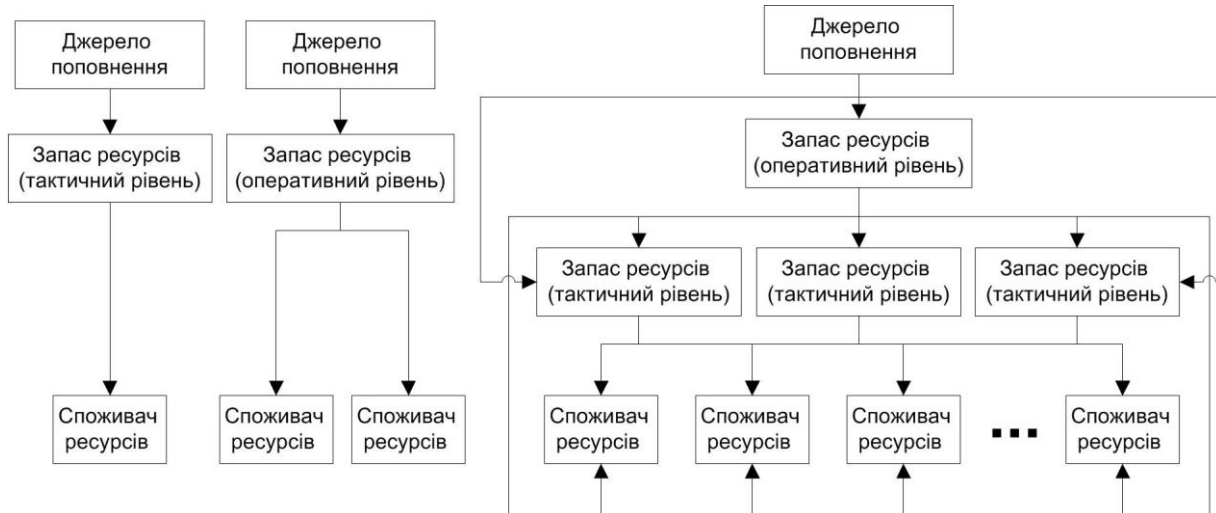 Джерело
поповнення
Запас ресурсів
(тактичний рівень)
Споживач
ресурсів
Джерело
поповнення
Запас ресурсів
(оперативний рівень)
Споживач
ресурсів
Споживач
ресурсів
Джерело
поповнення
Запас ресурсів
(оперативний рівень)
Запас ресурсів
(тактичний рівень)
Запас ресурсів
(тактичний рівень)
Запас ресурсів
(тактичний рівень)
Споживач
ресурсів
Споживач
ресурсів
Споживач
ресурсів
...
Споживач
ресурсів